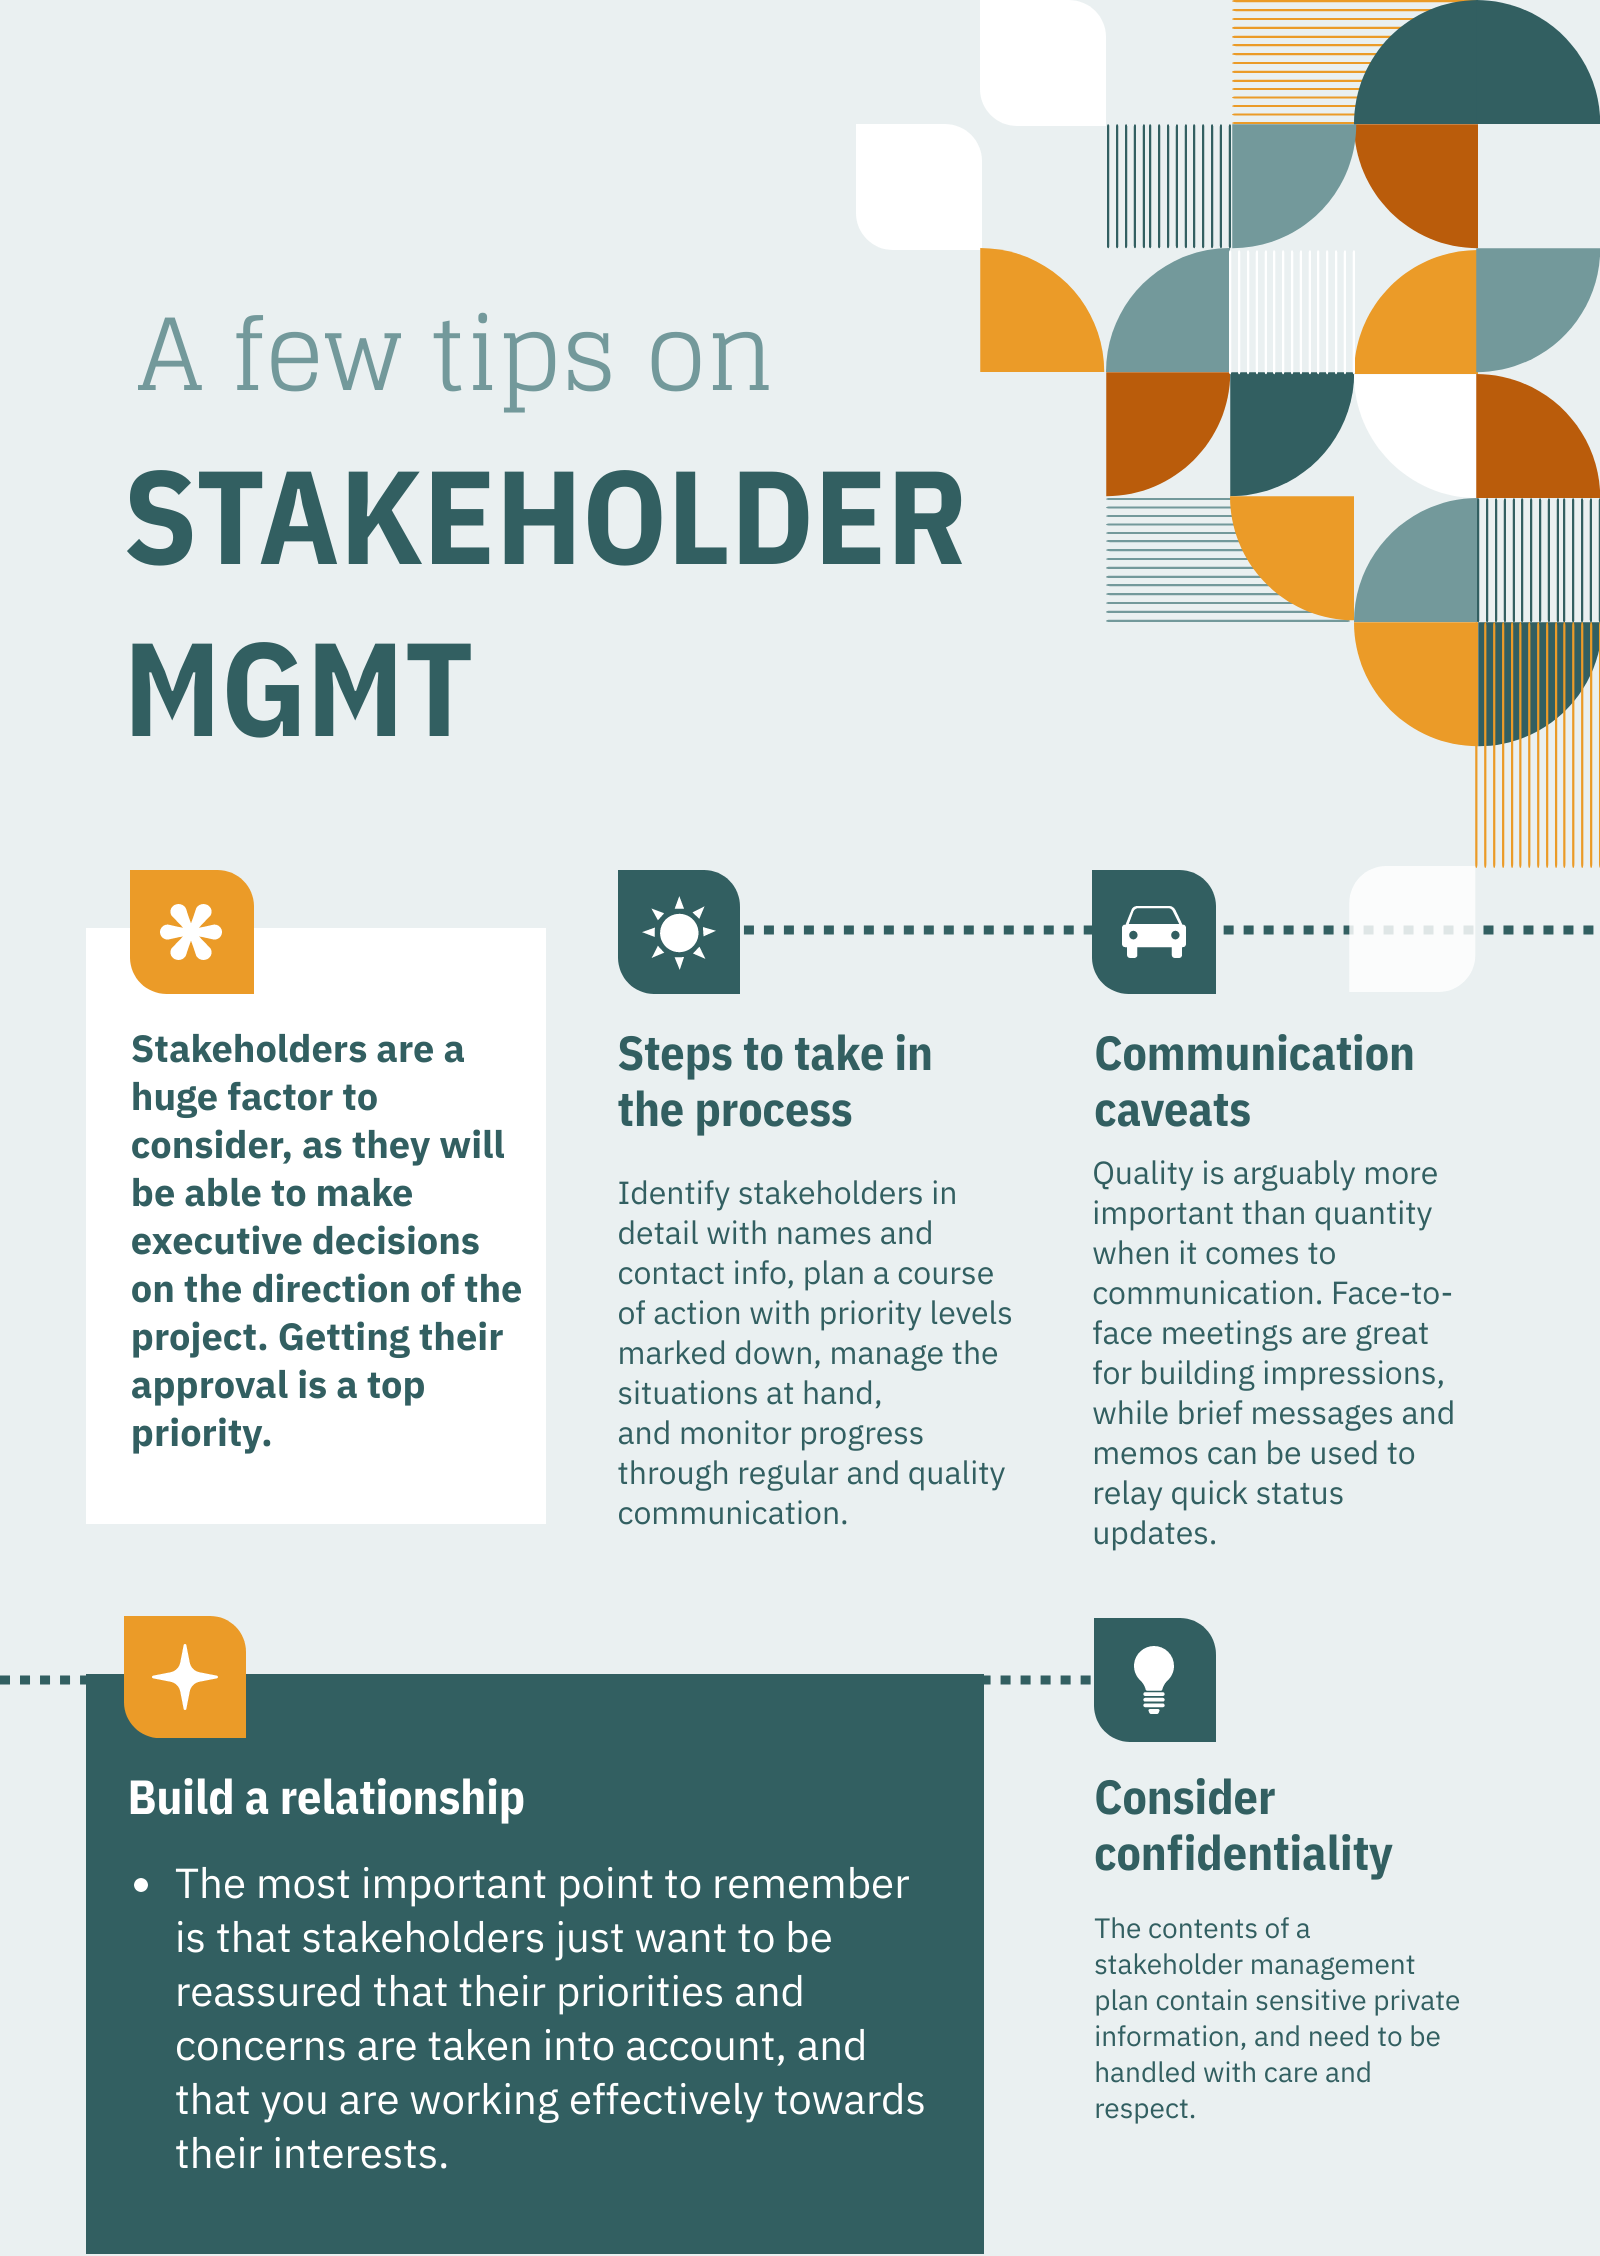 A few tips on
STAKEHOLDER
MGMT
Stakeholders are a
huge factor to
consider, as they will
be able to make
executive decisions
on the direction of the
project. Getting their
approval is a top
priority.
Steps to take in
the process
Identify stakeholders in
detail with names and
contact info, plan a course
of action with priority levels
marked down, manage the
situations at hand,
and monitor progress
through regular and quality
communication.
Communication
caveats
Quality is arguably more
important than quantity
when it comes to
communication. Face-to-
face meetings are great
for building impressions,
while brief messages and
memos can be used to
relay quick status
updates.
Build a relationship
• The most important point to remember
is that stakeholders just want to be
reassured that their priorities and
concerns are taken into account, and
that you are working effectively towards
their interests.
Consider
confidentiality
The contents of a
stakeholder management
plan contain sensitive private
information, and need to be
handled with care and
respect.